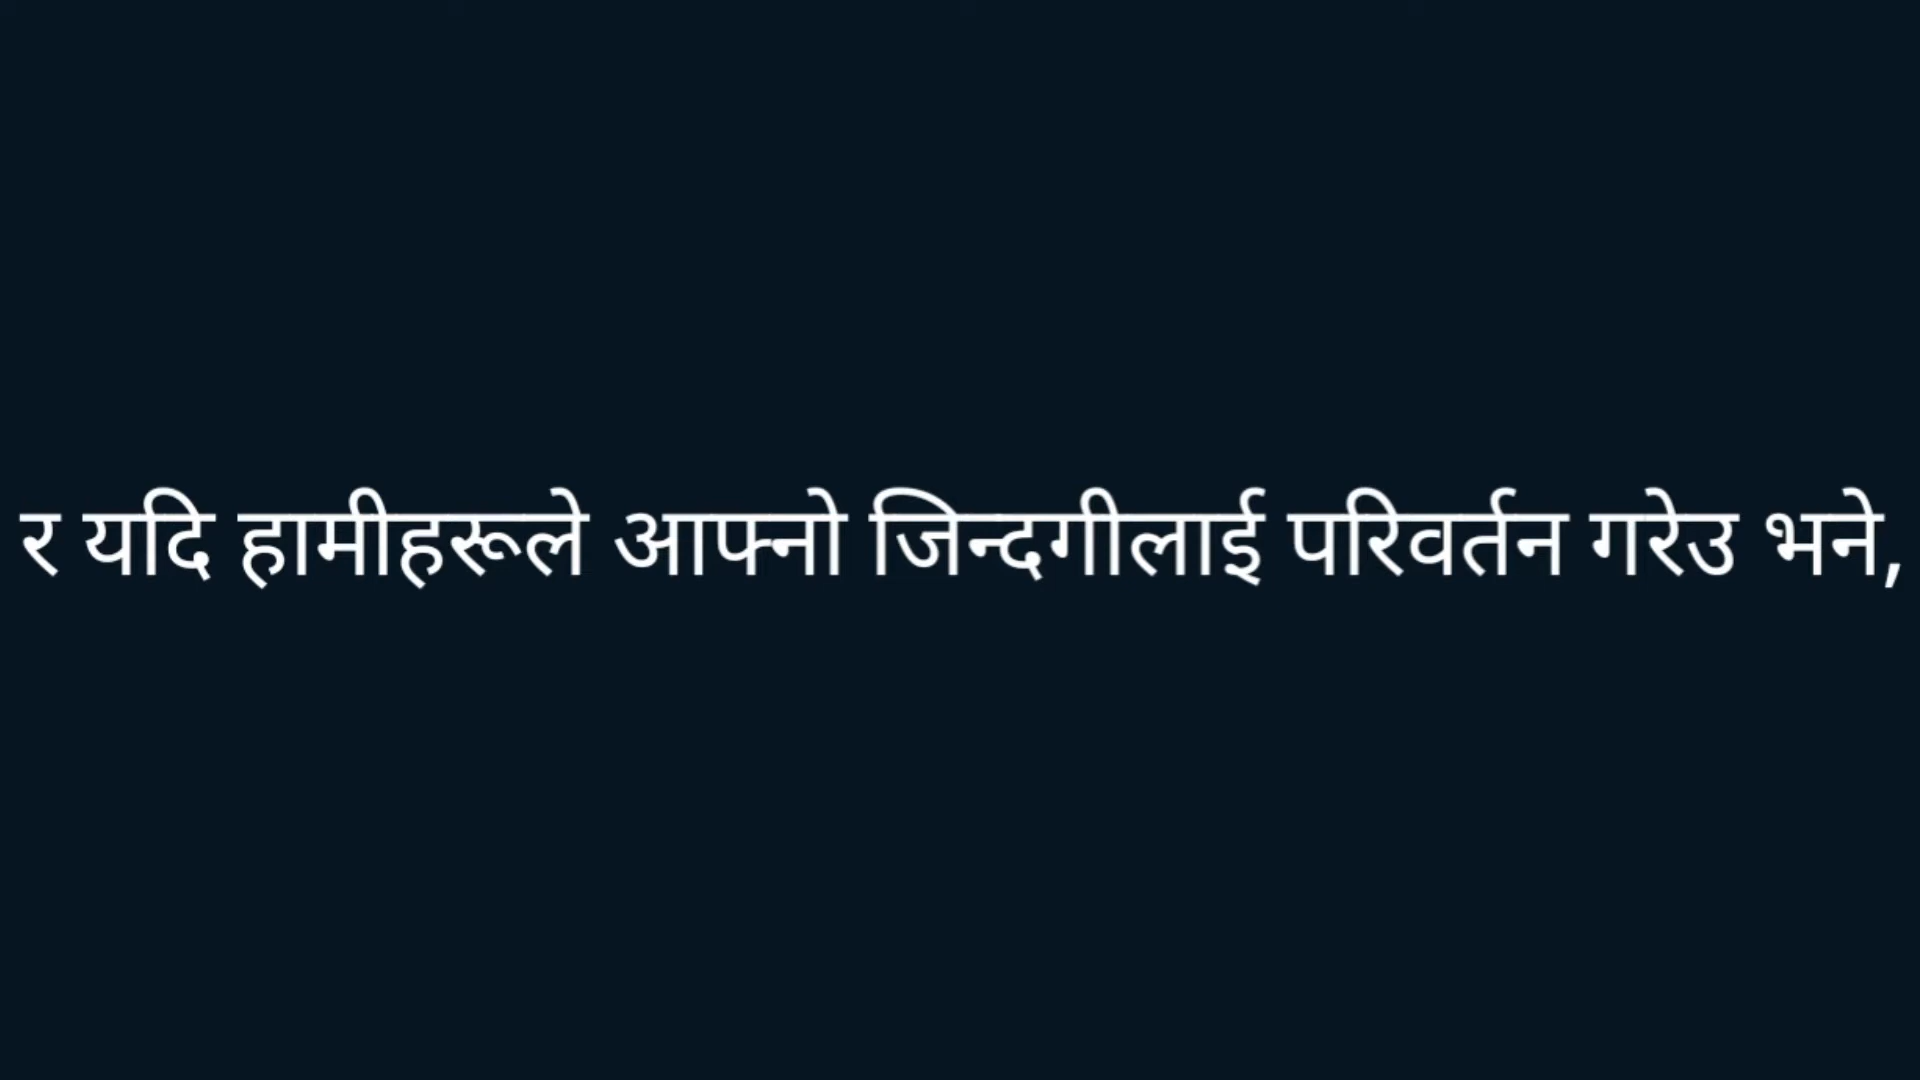 र यदि हामीहरूले आफ्नो जिन्दगीलाई परिवर्तन गरेउ भने,